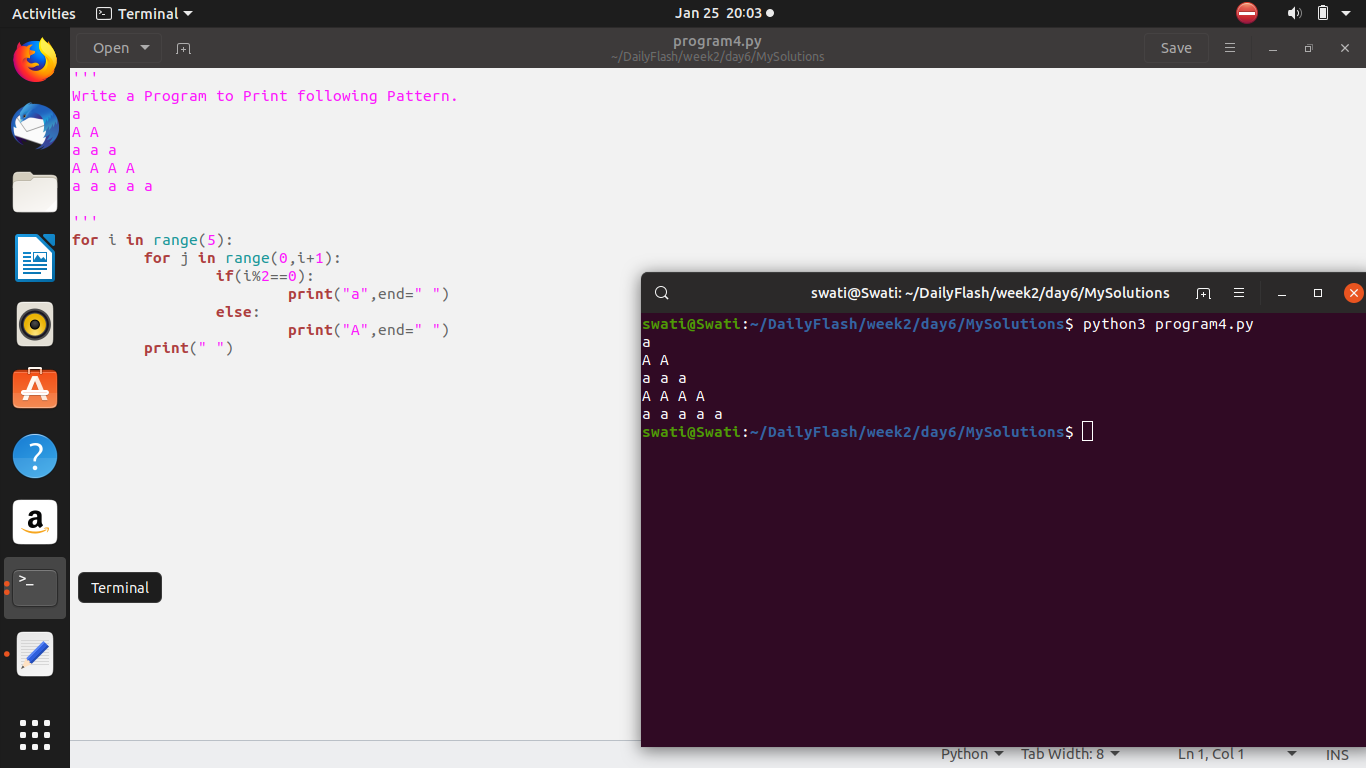 Activities Terminal Jan 25 20:03
Open program4.py Save
~/DailyFlash/week2/day6/MySolutions
'''
Write a Program to Print following Pattern.
a
A A
a a a
A A A A
a a a a a
'''
for i in range(5):
        for j in range(0,i+1):
                if(i%2==0):
                        print("a",end=" ")
                else:
                        print("A",end=" ")
        print(" ")
swati@Swati: ~/DailyFlash/week2/day6/MySolutions
swati@Swati:~/DailyFlash/week2/day6/MySolutions$ python3 program4.py
a
A A
a a a
A A A A
a a a a a
swati@Swati:~/DailyFlash/week2/day6/MySolutions$
?
a
>_
Terminal
Python Tab Width: 8 Ln 1, Col 1 INS